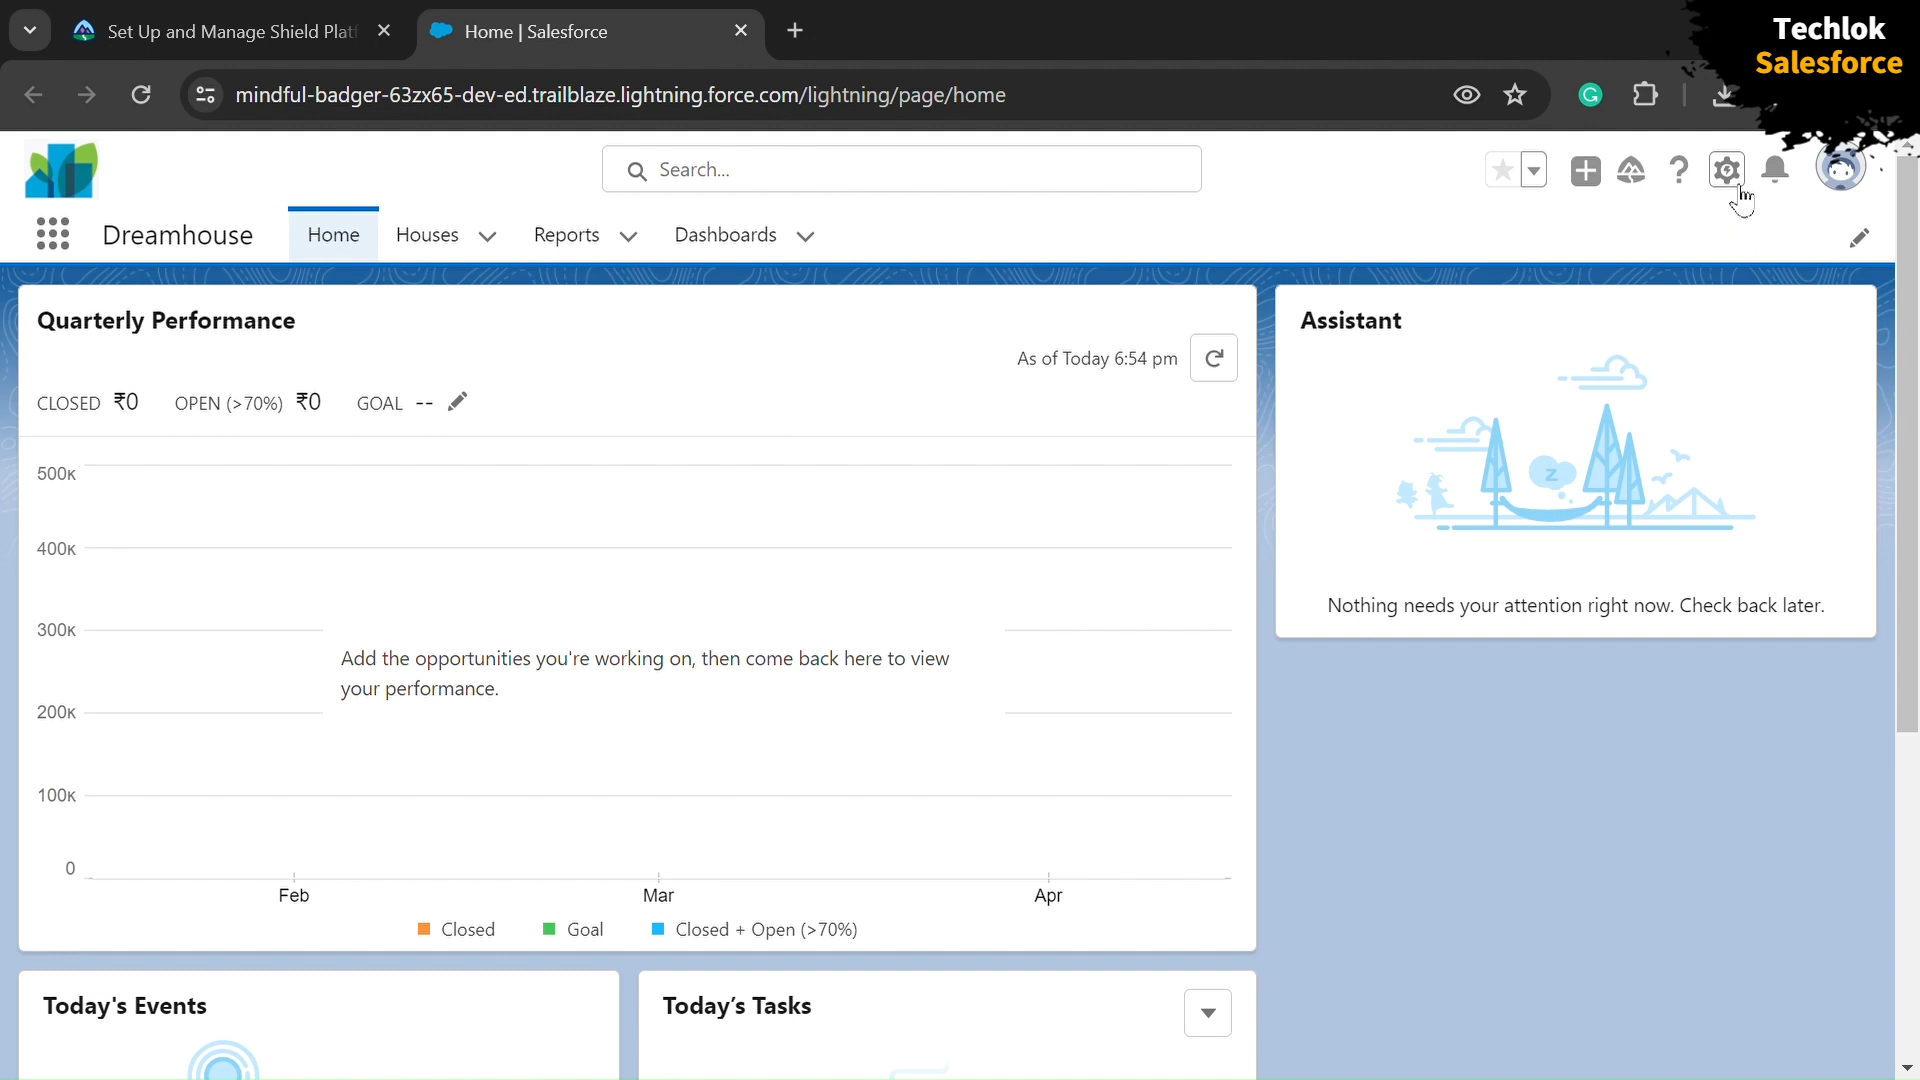 Set Up and Manage Shield Platf
Home | Salesforce
Techlok
Salesforce
mindful-badger-63zx65-dev-ed.trailblaze.lightning.force.com/lightning/page/home
Search...
Dreamhouse
Home
Houses
Reports
Dashboards
Quarterly Performance
As of Today 6:54 pm
CLOSED ₹0 OPEN (>70%) ₹0 GOAL --
500K
400K
300K
200K
100K
0
Add the opportunities you're working on, then come back here to view
your performance.
Feb
Mar
Apr
Closed
Goal
Closed + Open (>70%)
Assistant
Z
Nothing needs your attention right now. Check back later.
Today's Events
Today's Tasks